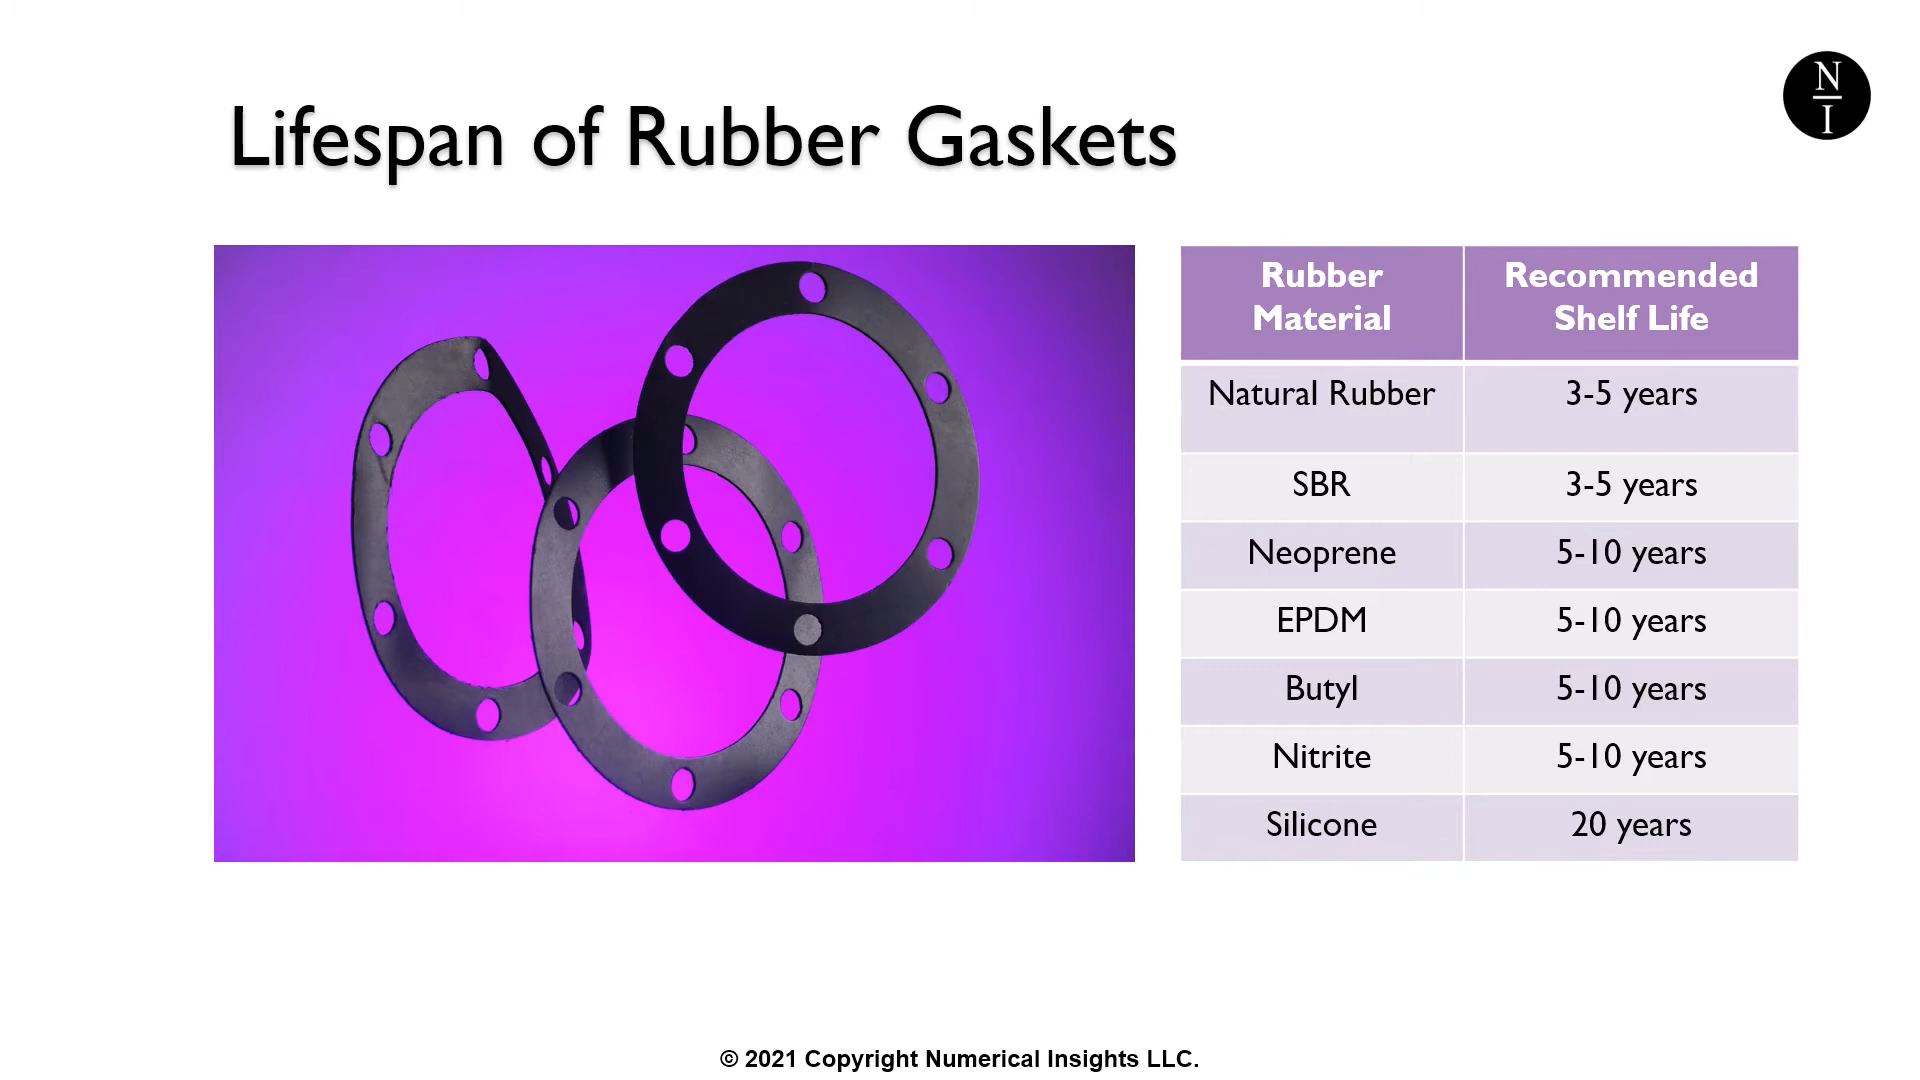 N
I
Lifespan of Rubber Gaskets
Rubber Material Recommended Shelf Life
Natural Rubber 3-5 years
SBR 3-5 years
Neoprene 5-10 years
EPDM 5-10 years
Butyl 5-10 years
Nitrite 5-10 years
Silicone 20 years
© 2021 Copyright Numerical Insights LLC.